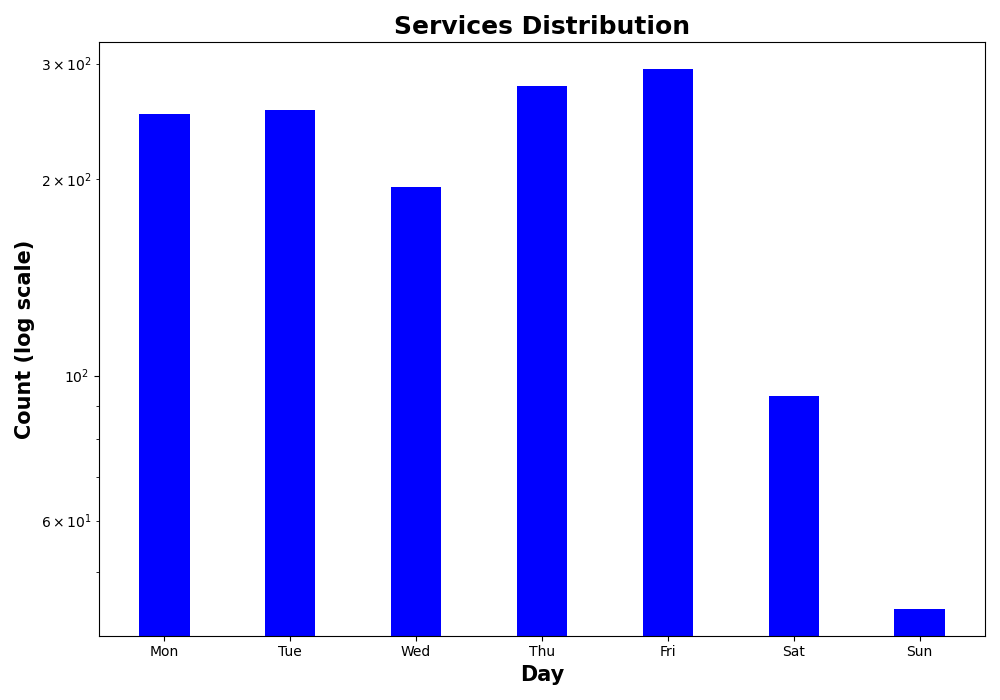 Services Distribution
Count (log scale)
3 × 10²
2 × 10²
10²
6 × 10¹
Mon Tue Wed Thu Fri Sat Sun
Day